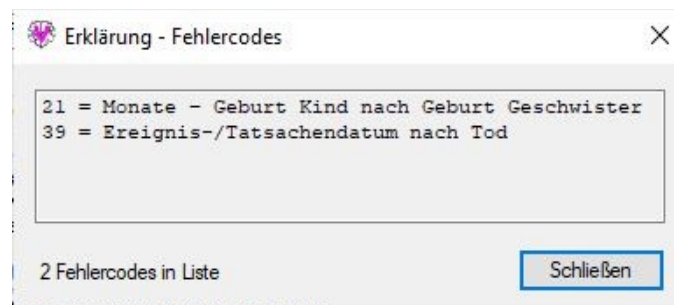 Erklärung - Fehlercodes
21 = Monate - Geburt Kind nach Geburt Geschwister
39 = Ereignis-/Tatsachendatum nach Tod
2 Fehlercodes in Liste
Schließen